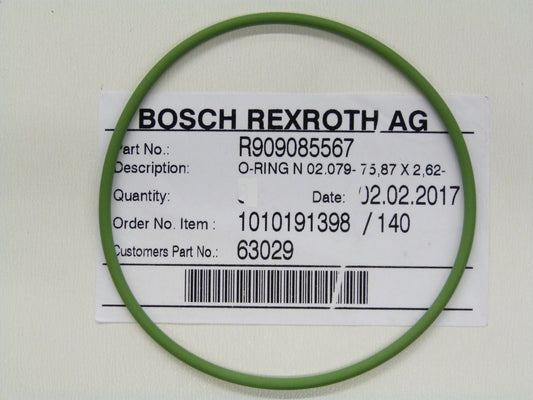 BOSCH REXROTH AG
Part No.: R909085567
Description: O-RING N 02.079- 75,87 X 2,62-
Quantity: Date: 02.02.2017
Order No. Item : 1010191398 / 140
Customers Part No.: 63029